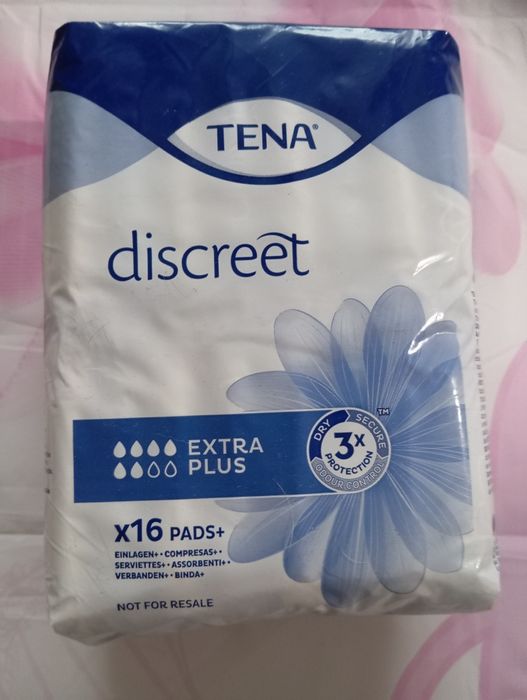 TENA®
discreet
EXTRA
PLUS
DRY
SECURE
ODOUR CONTROL
3x
PROTECTION
TM
x16 PADS+
EINLAGEN+ • COMPRESAS+ •
SERVIETTES+ • ASSORBENTI+ •
VERBANDEN+ • BINDA+
NOT FOR RESALE